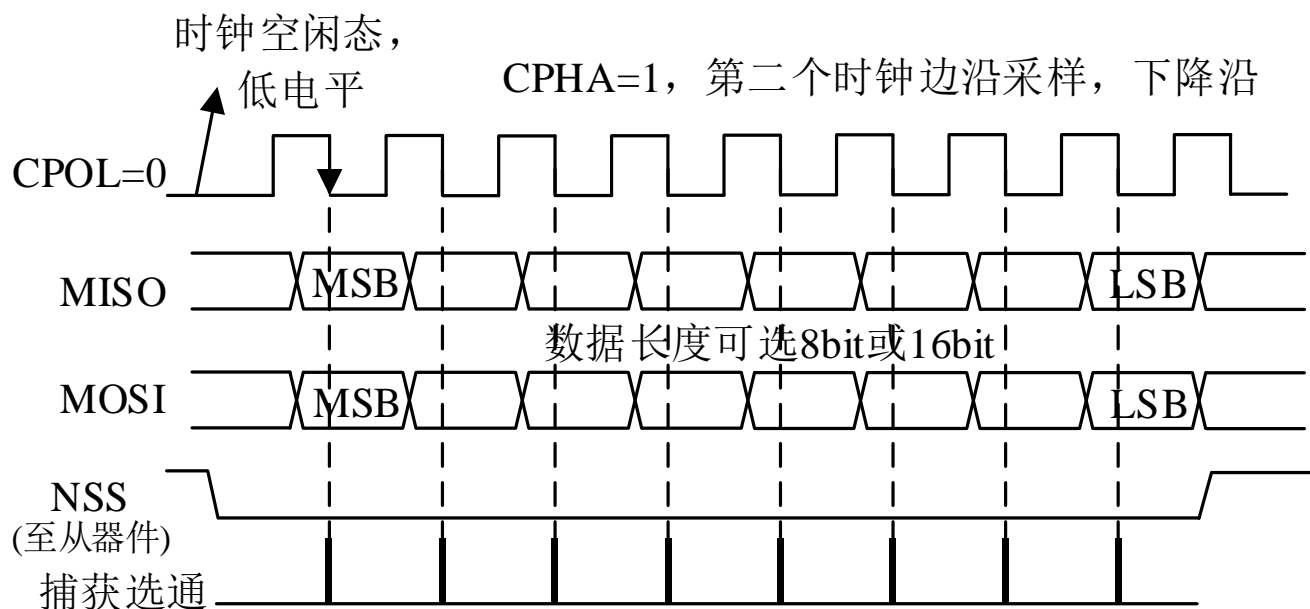 时钟空闲态，
低电平
CPHA=1，第二个时钟边沿采样，下降沿
CPOL=0
MISO
MSB
LSB
数据长度可选8bit或16bit
MOSI
MSB
LSB
NSS
(至从器件)
捕获选通